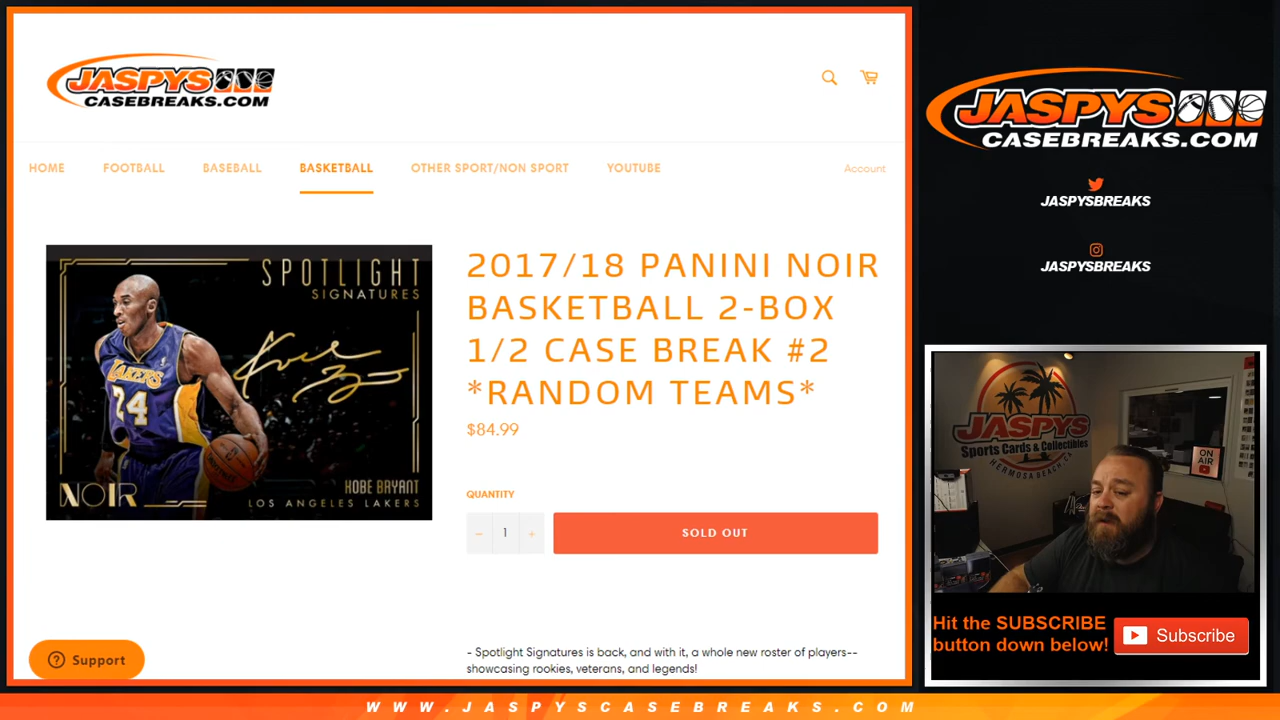 JASPYS
CASEBREAKS.COM
HOME
FOOTBALL
BASEBALL
BASKETBALL
OTHER SPORT/NON SPORT
YOUTUBE
Account
SPOTLIGHT
SIGNATURES
LAKERS
24
NOIR
KOBE BRYANT
LOS ANGELES LAKERS
2017/18 PANINI NOIR
BASKETBALL 2-BOX
1/2 CASE BREAK #2
*RANDOM TEAMS*
$84.99
QUANTITY
− 1 +
SOLD OUT
- Spotlight Signatures is back, and with it, a whole new roster of players--
showcasing rookies, veterans, and legends!
Support
JASPYS
CASEBREAKS.COM
JASPYSBREAKS
JASPYSBREAKS
JASPYS
Sports Cards & Collectibles
HERMOSA BEACH, CA
ON
AIR
Hit the SUBSCRIBE
button down below!
Subscribe
WWW.JASPYSCASEBREAKS.COM